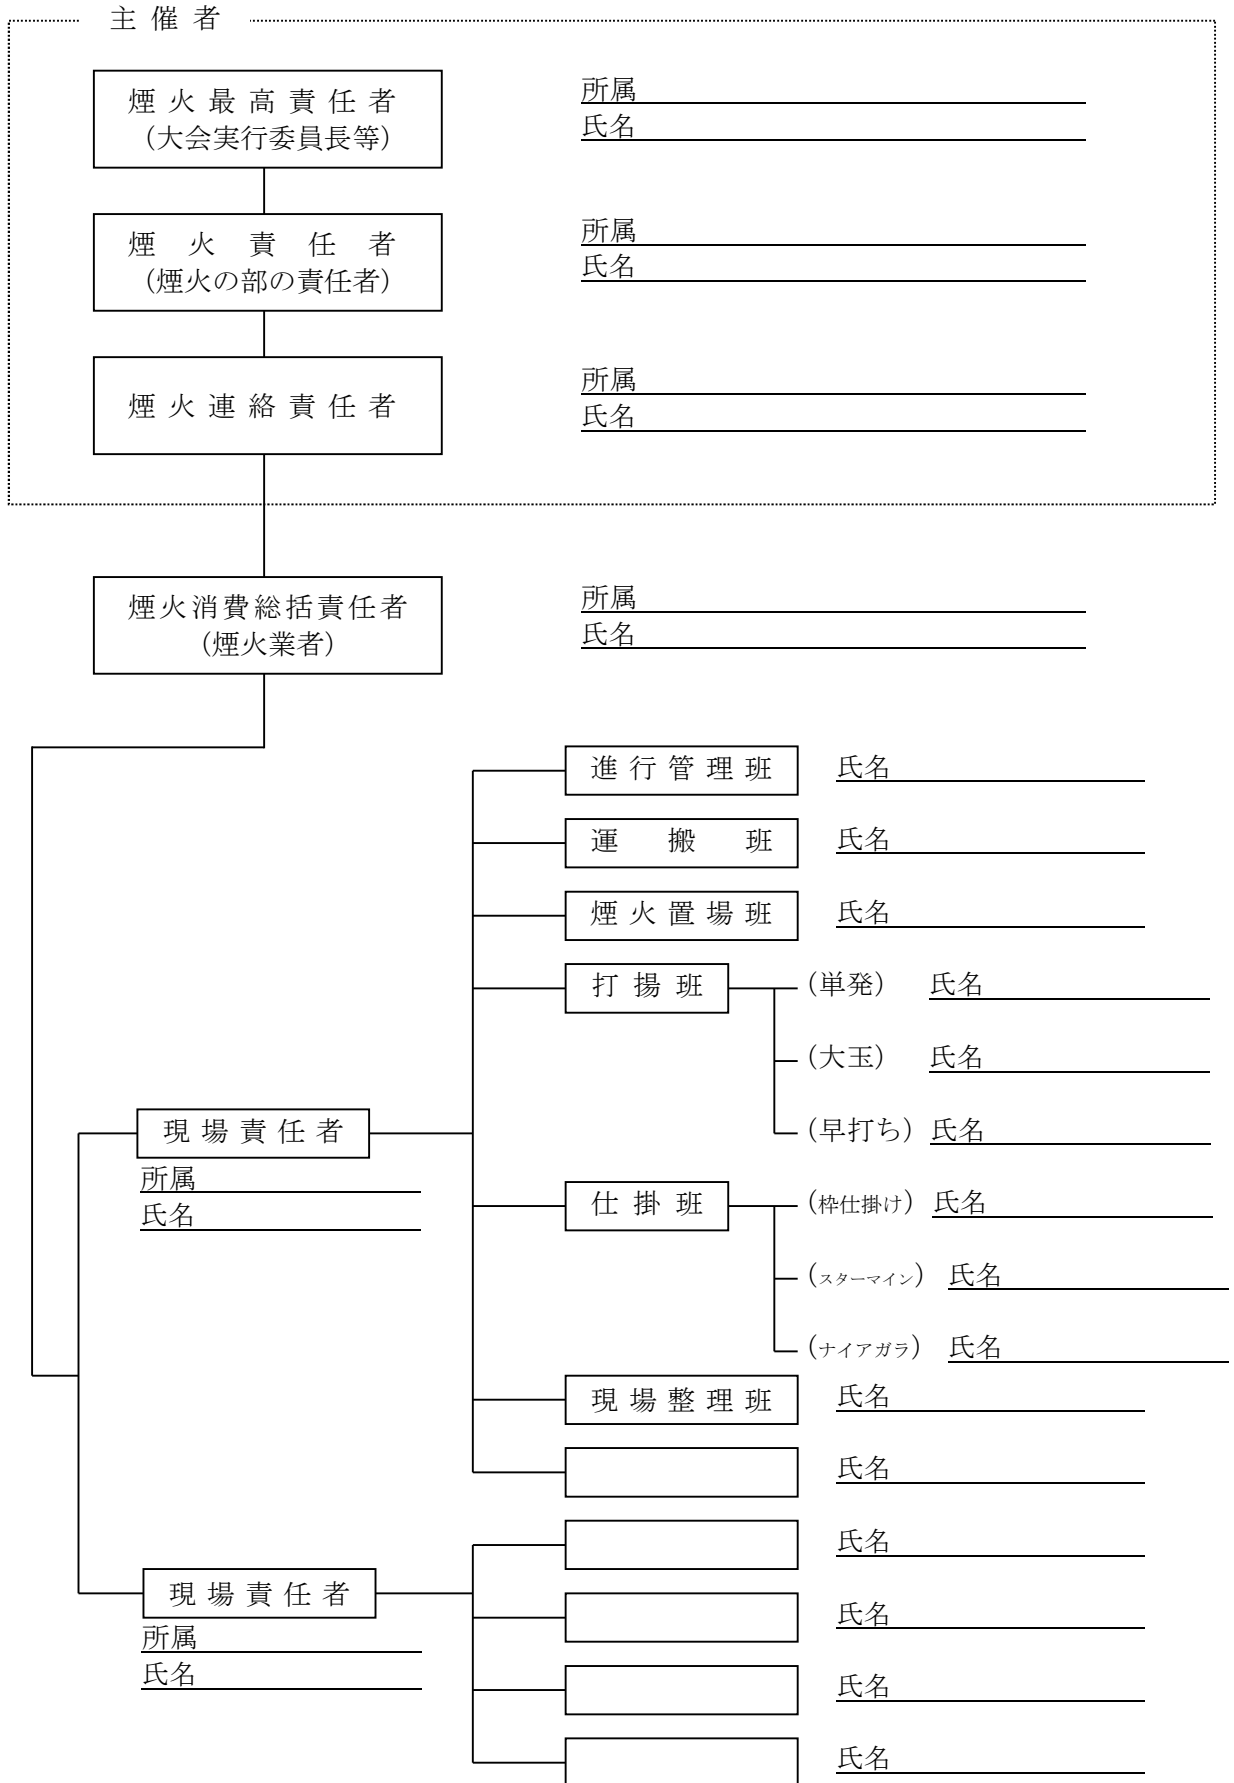 主催者
煙火最高責任者
(大会実行委員長等)
所属
氏名
煙火責任者
(煙火の部の責任者)
所属
氏名
煙火連絡責任者
所属
氏名
煙火消費総括責任者
(煙火業者)
所属
氏名
進行管理班 氏名
運搬班 氏名
煙火置場班 氏名
打揚班 (単発) 氏名
(大玉) 氏名
現場責任者 (早打ち) 氏名
所属
氏名
仕掛班 (枠仕掛け) 氏名
(スターマイン) 氏名
(ナイアガラ) 氏名
現場整理班 氏名
氏名
氏名
現場責任者
所属
氏名
氏名
氏名
氏名